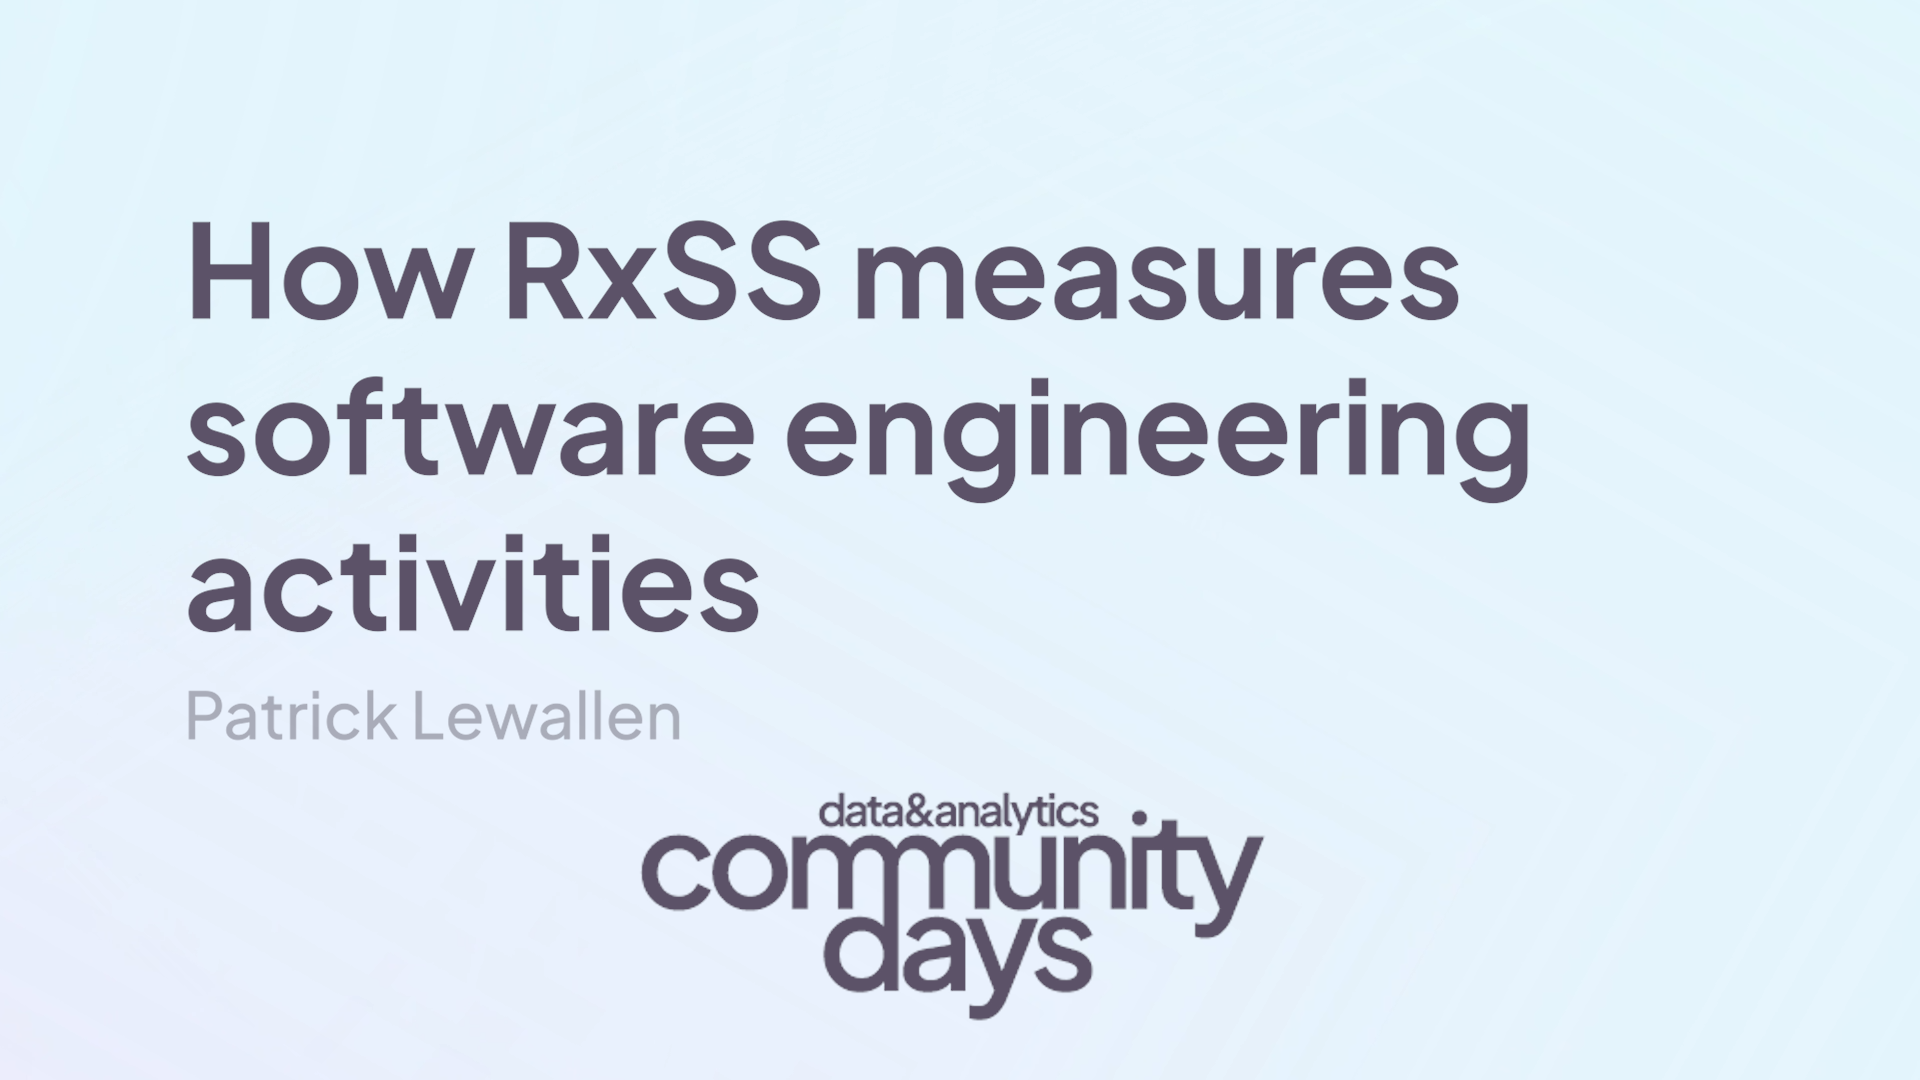 How RxSS measures
software engineering
activities
Patrick Lewallen
data&analytics
community
days